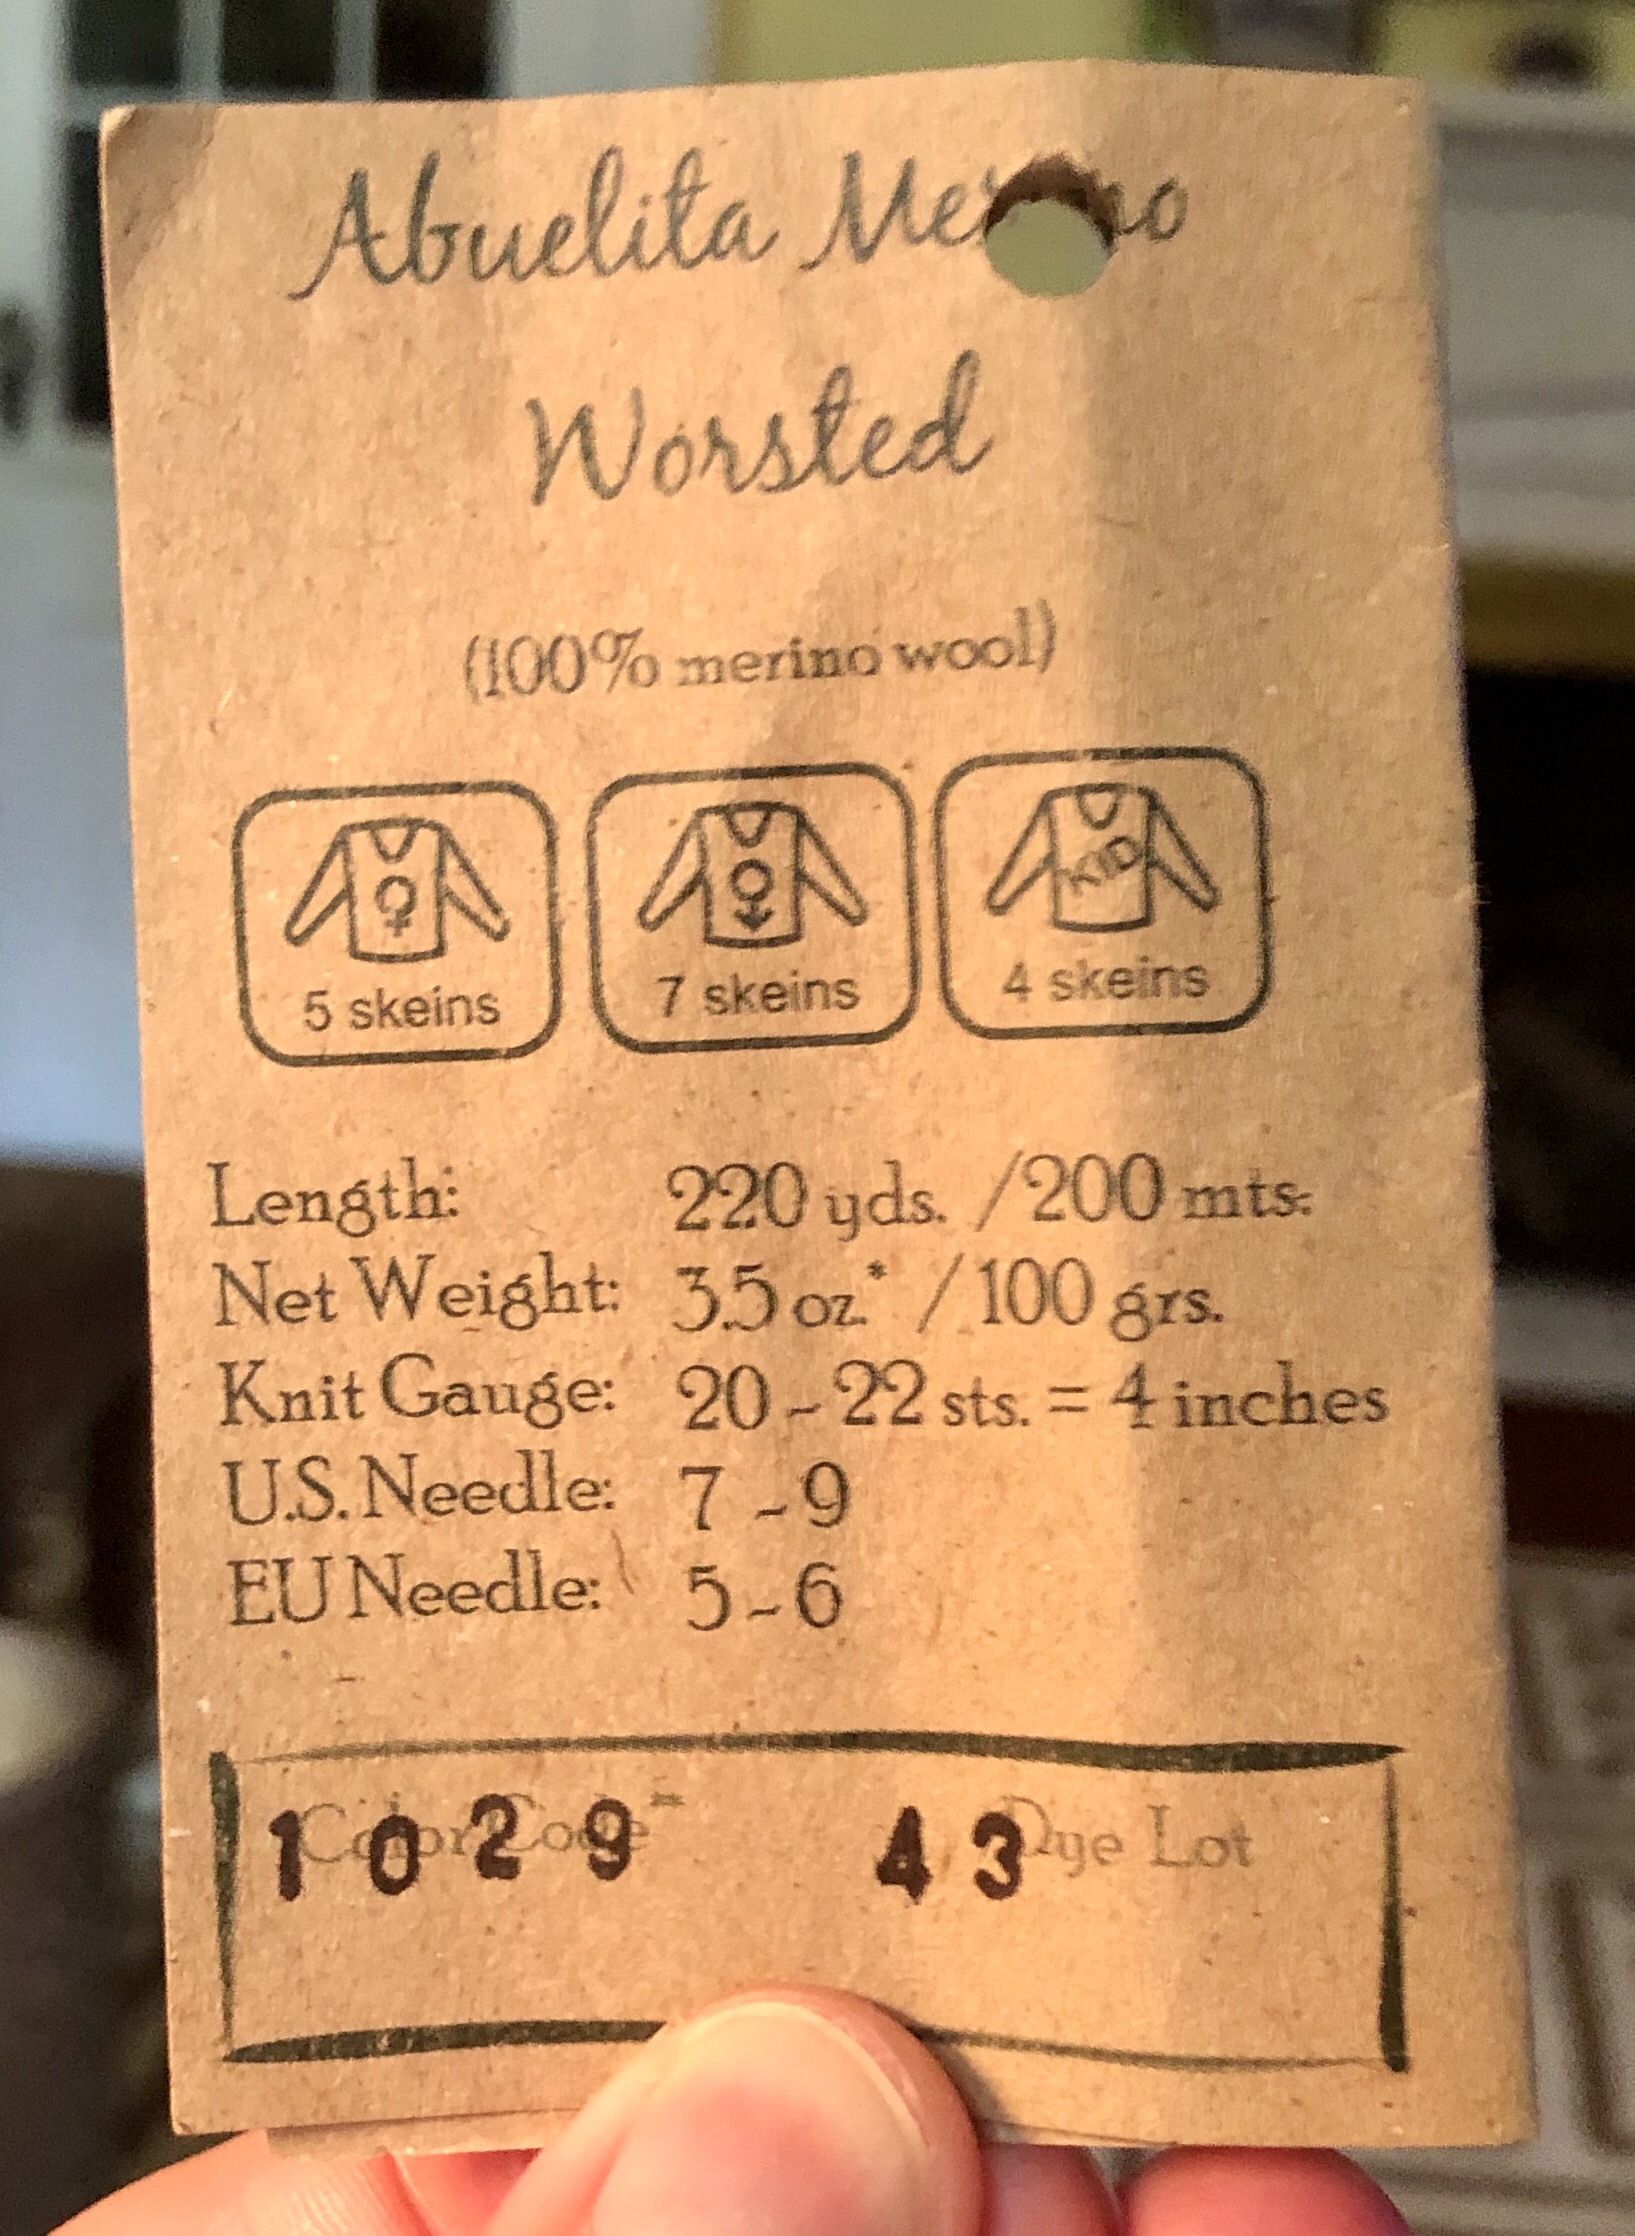 Abuelita Merino
Worsted
(100% merino wool)
KID
5 skeins 7 skeins 4 skeins
Length: 220 yds. /200 mts.
Net Weight: 3.5 oz.* / 100 grs.
Knit Gauge: 20 - 22 sts. = 4 inches
U.S. Needle: 7 - 9
EU Needle: 5 - 6
Color Code Dye Lot
1029 43